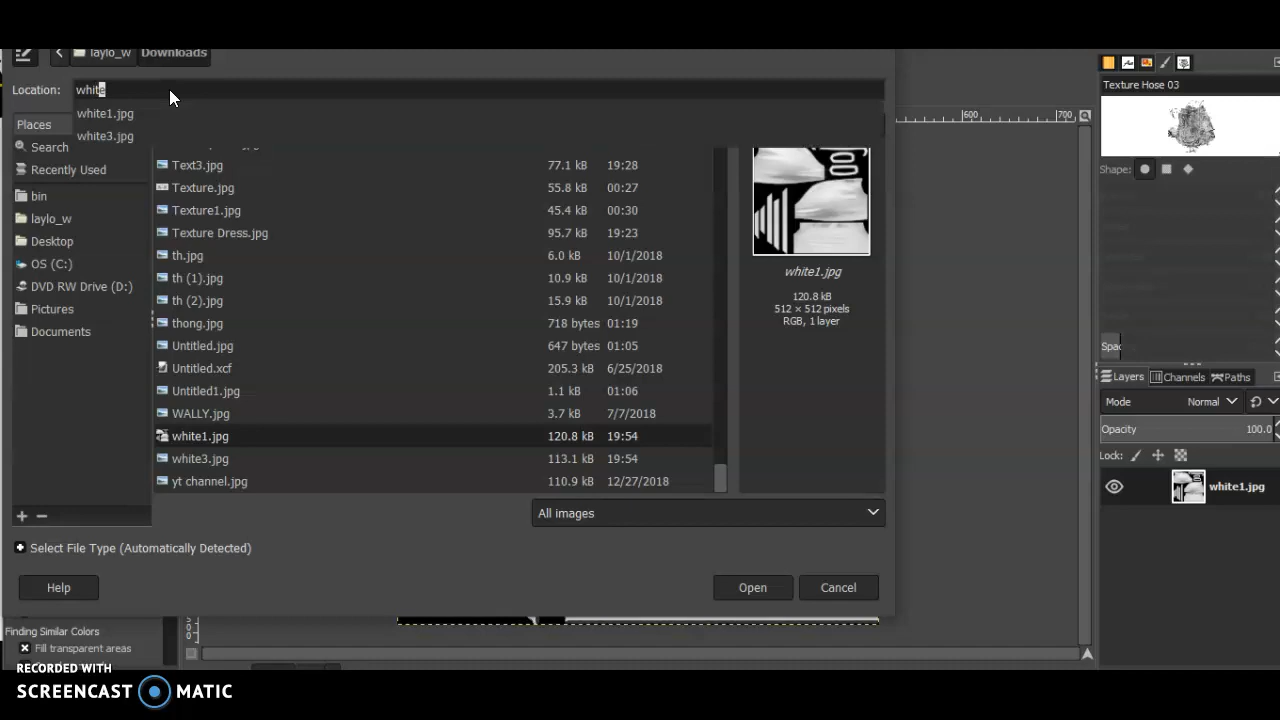 laylo_w Downloads
Location: white
white1.jpg
white3.jpg
Places
Search
Recently Used
bin
laylo_w
Desktop
OS (C:)
DVD RW Drive (D:)
Pictures
Documents
Text3.jpg 77.1 kB 19:28
Texture.jpg 55.8 kB 00:27
Texture1.jpg 45.4 kB 00:30
Texture Dress.jpg 95.7 kB 19:23
th.jpg 6.0 kB 10/1/2018
th (1).jpg 10.9 kB 10/1/2018
th (2).jpg 15.9 kB 10/1/2018
thong.jpg 718 bytes 01:19
Untitled.jpg 647 bytes 01:05
Untitled.xcf 205.3 kB 6/25/2018
Untitled1.jpg 1.1 kB 01:06
WALLY.jpg 3.7 kB 7/7/2018
white1.jpg 120.8 kB 19:54
white3.jpg 113.1 kB 19:54
yt channel.jpg 110.9 kB 12/27/2018
white1.jpg
120.8 kB
512 × 512 pixels
RGB, 1 layer
All images
Select File Type (Automatically Detected)
Help
Open
Cancel
600
700
Texture Hose 03
Shape:
Spac
Layers Channels Paths
Mode Normal
Opacity 100.0
Lock:
white1.jpg
Finding Similar Colors
Fill transparent areas
RECORDED WITH
SCREENCAST MATIC